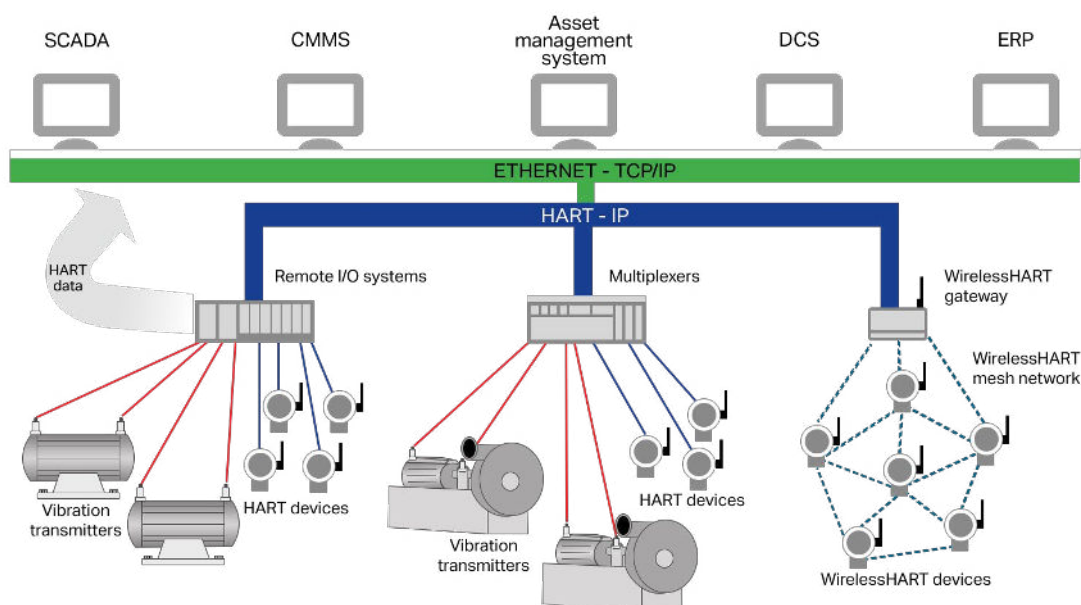 SCADA
CMMS
Asset
management
system
DCS
ERP
ETHERNET - TCP/IP
HART - IP
HART
data
Remote I/O systems
Multiplexers
WirelessHART
gateway
WirelessHART
mesh network
Vibration
transmitters
HART devices
Vibration
transmitters
HART devices
WirelessHART devices